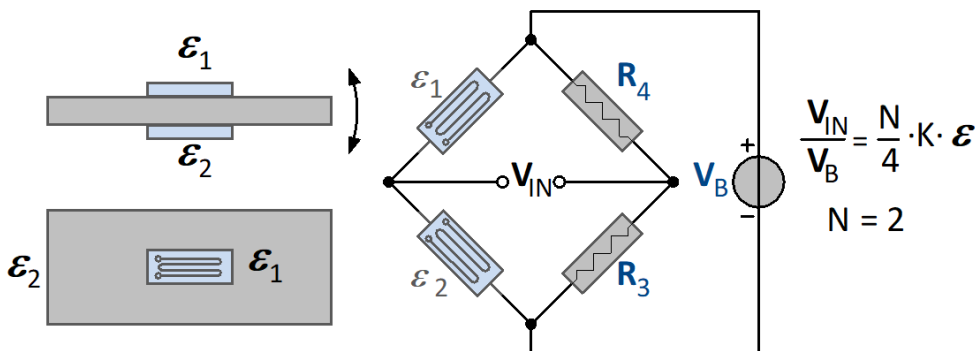 ε1
ε2
ε2
ε1
ε1
R4
VIN
VB
+
−
ε2
R3
VIN/VB = N/4 ·K· ε
N = 2